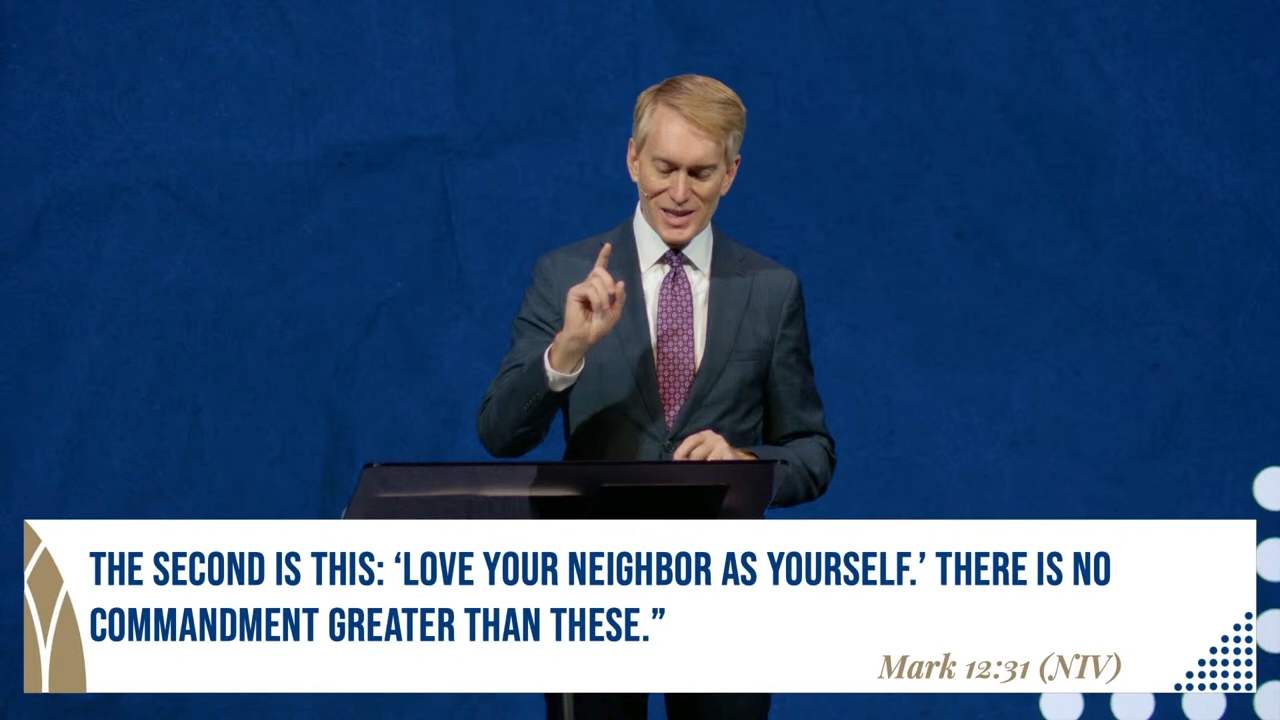 THE SECOND IS THIS: ‘LOVE YOUR NEIGHBOR AS YOURSELF.’ THERE IS NO
COMMANDMENT GREATER THAN THESE.”
Mark 12:31 (NIV)